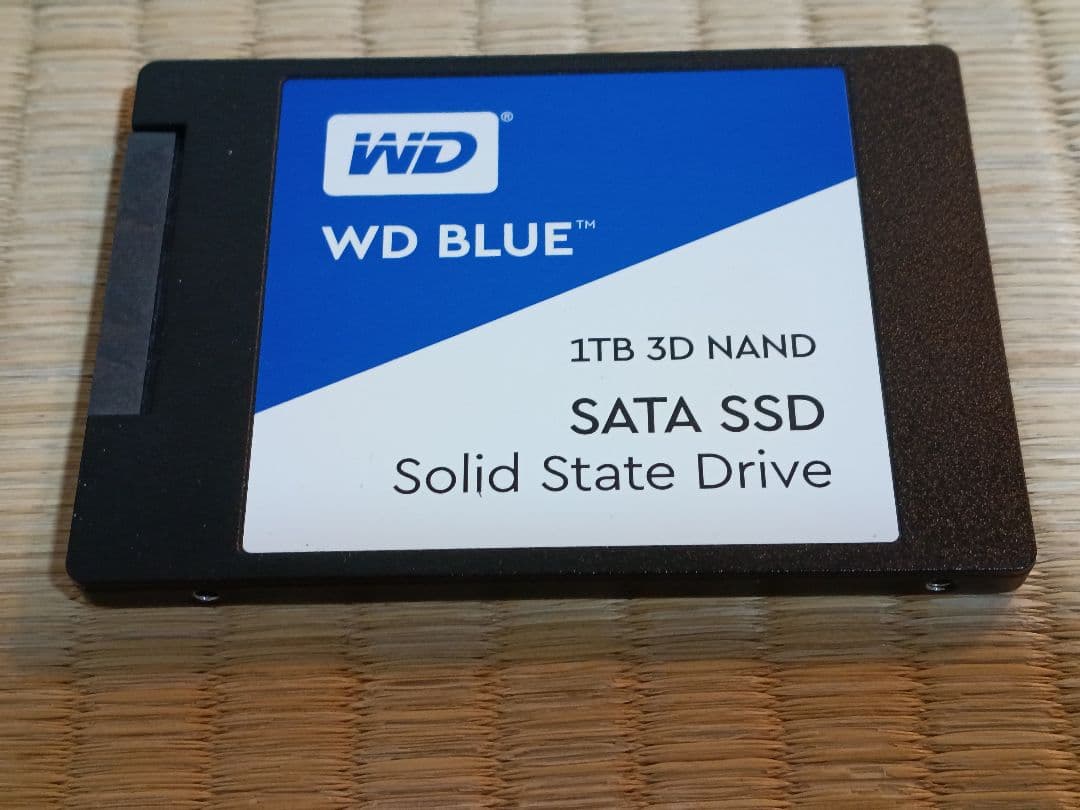 WD®
WD BLUE™
1TB 3D NAND
SATA SSD
Solid State Drive